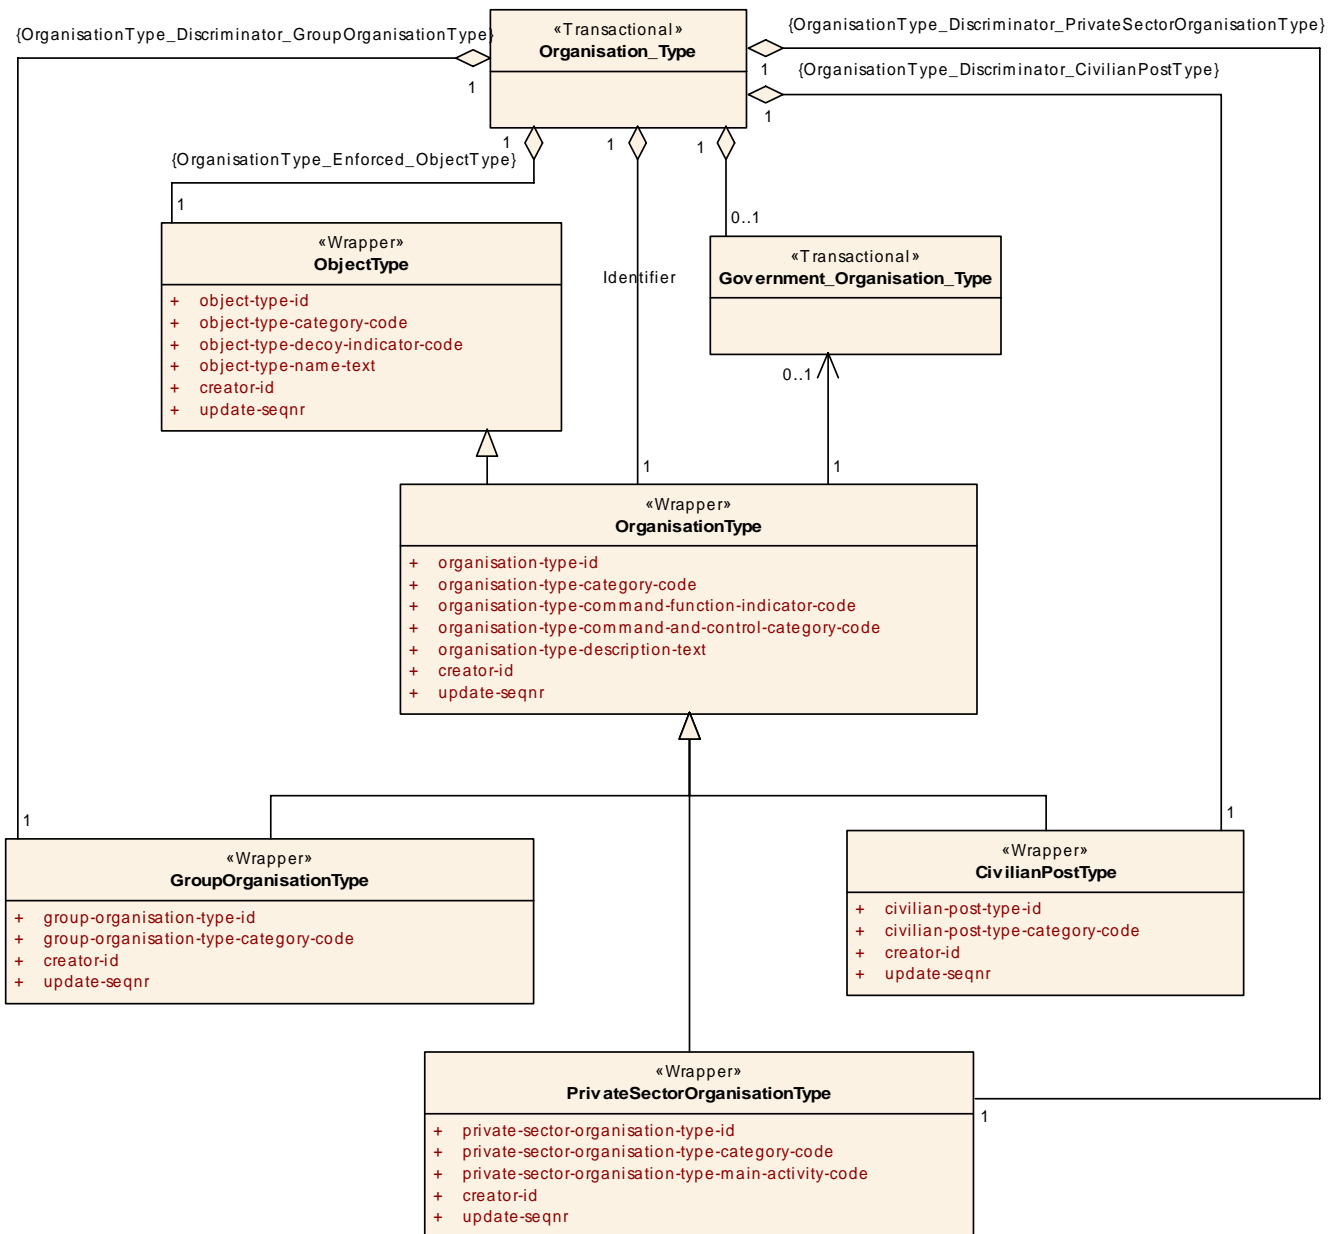 {OrganisationType_Discriminator_GroupOrganisationType}
«Transactional»
Organisation_Type
{OrganisationType_Discriminator_PrivateSectorOrganisationType}
1
1
{OrganisationType_Discriminator_CivilianPostType}
1
1
1
1
{OrganisationType_Enforced_ObjectType}
1
0..1
«Wrapper»
ObjectType
+ object-type-id
+ object-type-category-code
+ object-type-decoy-indicator-code
+ object-type-name-text
+ creator-id
+ update-seqnr
Identifier
«Transactional»
Government_Organisation_Type
0..1
1
1
«Wrapper»
OrganisationType
+ organisation-type-id
+ organisation-type-category-code
+ organisation-type-command-function-indicator-code
+ organisation-type-command-and-control-category-code
+ organisation-type-description-text
+ creator-id
+ update-seqnr
1
1
«Wrapper»
GroupOrganisationType
+ group-organisation-type-id
+ group-organisation-type-category-code
+ creator-id
+ update-seqnr
«Wrapper»
CivilianPostType
+ civilian-post-type-id
+ civilian-post-type-category-code
+ creator-id
+ update-seqnr
«Wrapper»
PrivateSectorOrganisationType
+ private-sector-organisation-type-id
+ private-sector-organisation-type-category-code
+ private-sector-organisation-type-main-activity-code
+ creator-id
+ update-seqnr
1